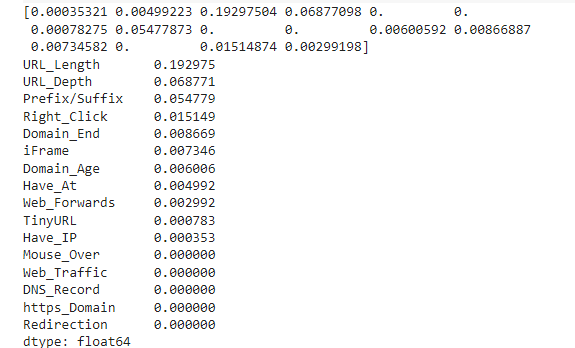 [0.00035321 0.00499223 0.19297504 0.06877098 0. 0.
0.00078275 0.05477873 0. 0. 0.00600592 0.00866887
0.00734582 0. 0.01514874 0.00299198]
URL_Length 0.192975
URL_Depth 0.068771
Prefix/Suffix 0.054779
Right_Click 0.015149
Domain_End 0.008669
iFrame 0.007346
Domain_Age 0.006006
Have_At 0.004992
Web_Forwards 0.002992
TinyURL 0.000783
Have_IP 0.000353
Mouse_Over 0.000000
Web_Traffic 0.000000
DNS_Record 0.000000
https_Domain 0.000000
Redirection 0.000000
dtype: float64